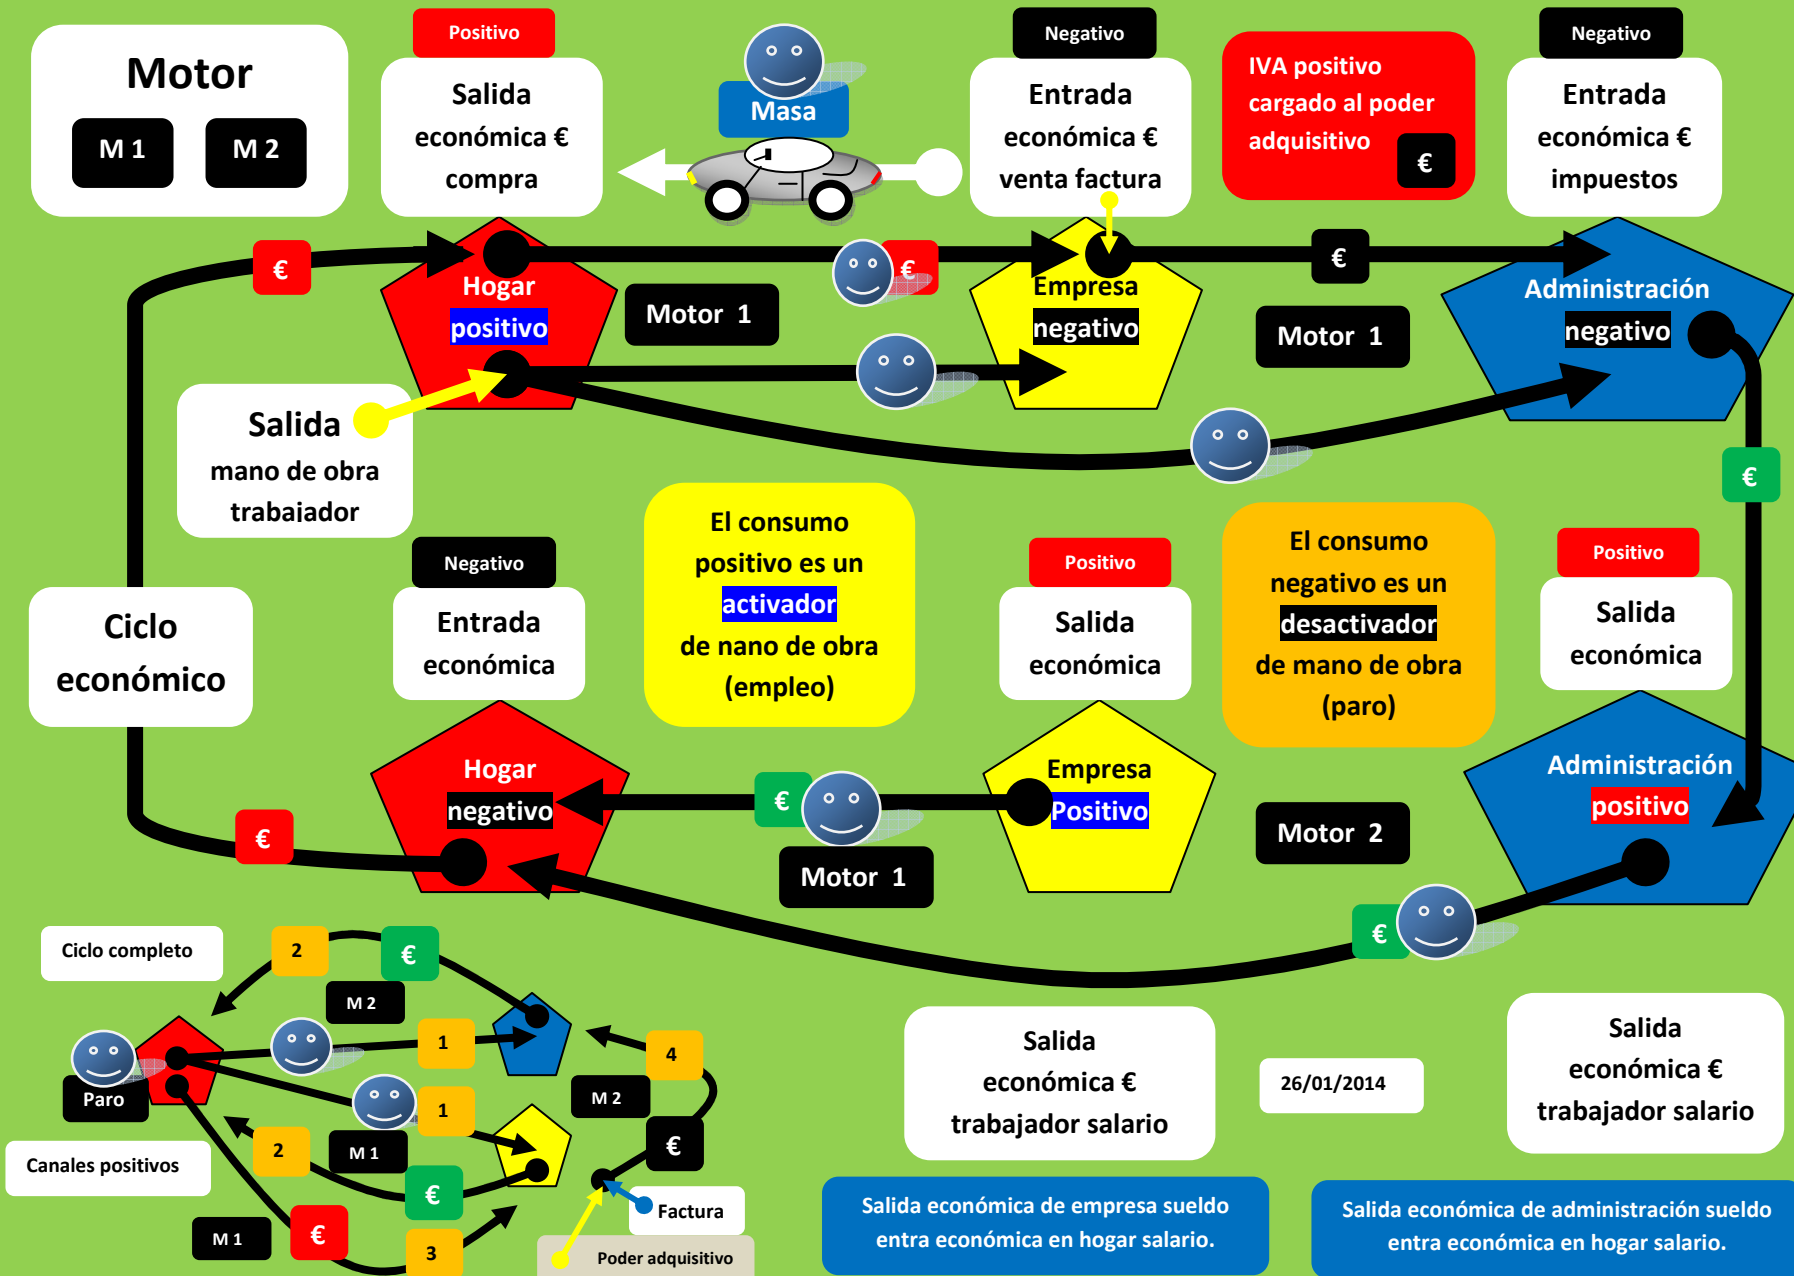 Motor
M 1
M 2
Positivo
Salida
económica €
compra
Masa
Negativo
Entrada
económica €
venta factura
IVA positivo
cargado al poder
adquisitivo
€
Negativo
Entrada
económica €
impuestos
€
Hogar
positivo
Motor 1
€
Empresa
negativo
€
Motor 1
Administración
negativo
€
Salida
mano de obra
trabajador
Ciclo
económico
Negativo
Entrada
económica
El consumo
positivo es un
activador
de nano de obra
(empleo)
Positivo
Salida
económica
El consumo
negativo es un
desactivador
de mano de obra
(paro)
Positivo
Salida
económica
€
Hogar
negativo
€
Motor 1
Empresa
Positivo
Motor 2
Administración
positivo
€
Ciclo completo
2
€
M 2
1
Paro
1
M 1
2
€
Canales positivos
M 1
€
3
4
M 2
€
Factura
Poder adquisitivo
Salida
económica €
trabajador salario
26/01/2014
Salida
económica €
trabajador salario
Salida económica de empresa sueldo
entra económica en hogar salario.
Salida económica de administración sueldo
entra económica en hogar salario.